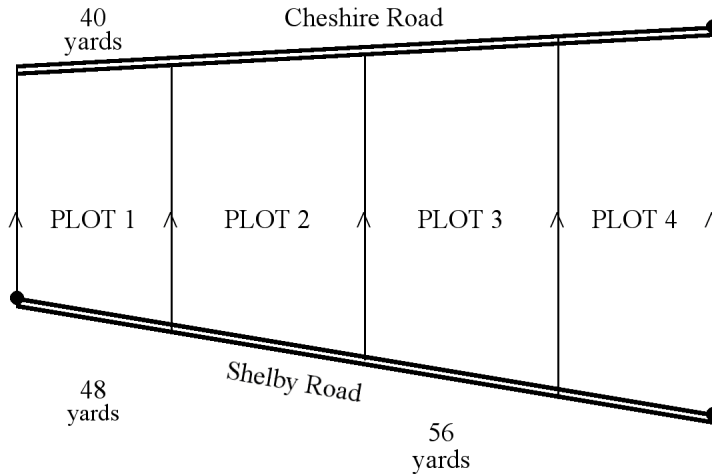 40
yards
Cheshire Road
PLOT 1
PLOT 2
PLOT 3
PLOT 4
Shelby Road
48
yards
56
yards